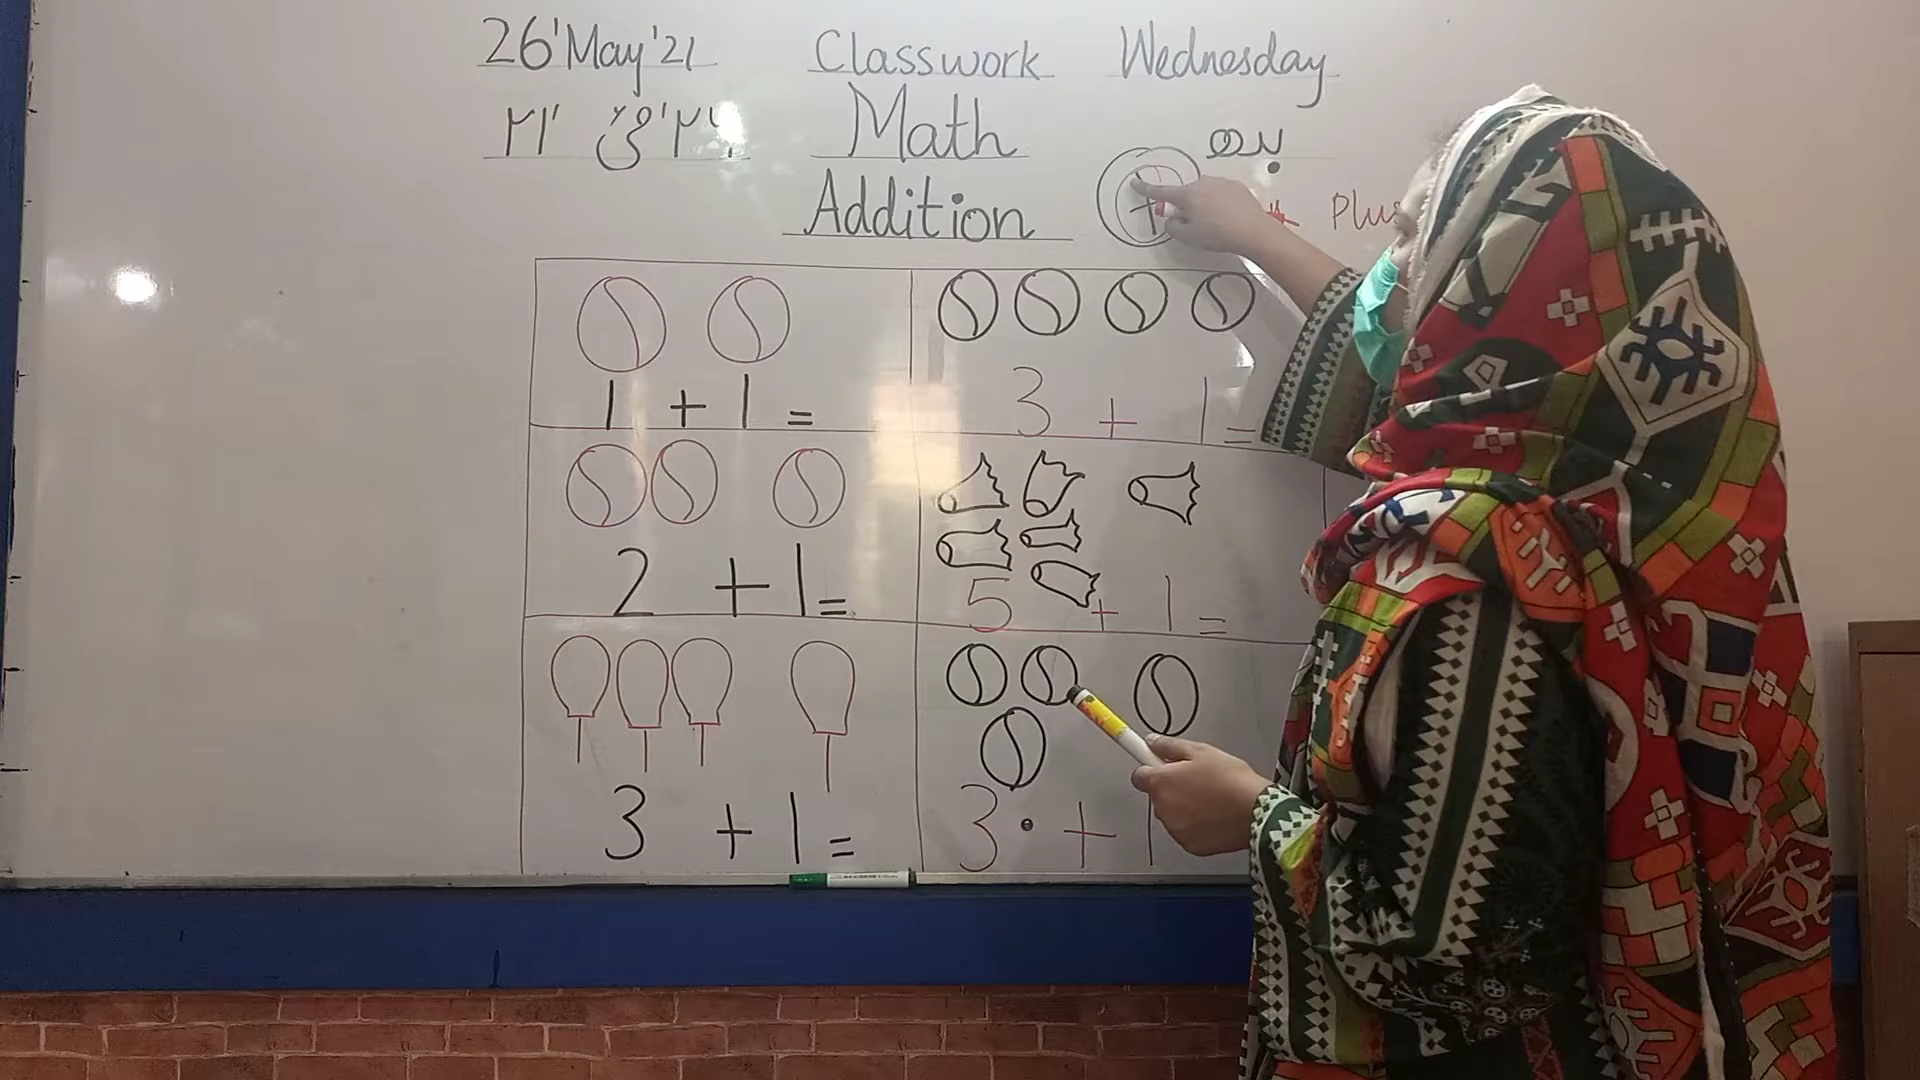 26'May'21 Classwork Wednesday
۲۱' مئی'۲۶ Math بدھ
Addition + Plus
1 + 1 =
3 + 1 =
2 + 1 =
5 + 1 =
3 + 1 =
3 + 1